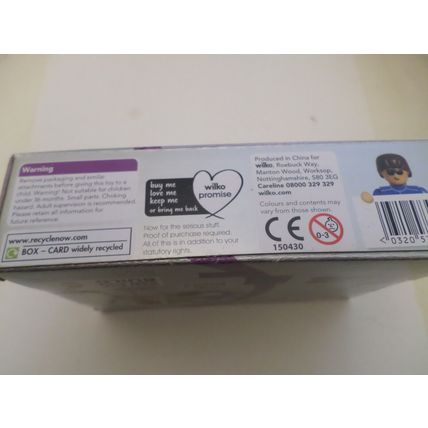 Warning
Remove packaging and similar
attachments before giving this toy to a
child. Warning! Not suitable for children
under 36 months. Small parts. Choking
hazard. Adult supervision is recommended.
Please retain all information for
future reference.
www.recyclenow.com
BOX – CARD widely recycled
buy me
love me
keep me
or bring me back
wilko
promise
Now for the serious stuff.
Proof of purchase required.
All of this is in addition to your
statutory rights.
Produced in China for
wilko, Roebuck Way,
Manton Wood, Worksop,
Nottinghamshire, S80 3EG
Careline 08000 329 329
wilko.com
Colours and contents may
vary from those shown.
CE
0-3
150430
0320